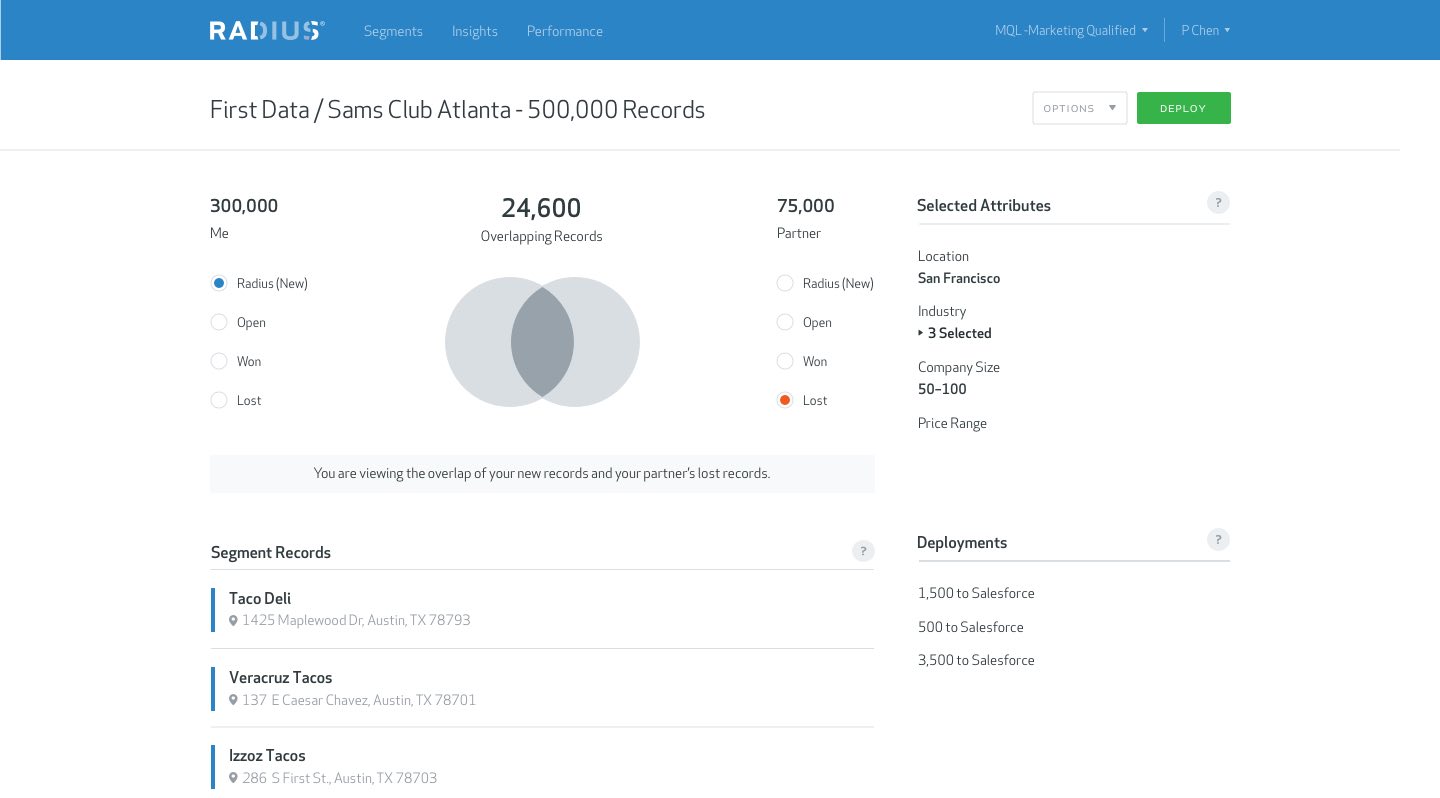 RADIUS®
Segments Insights Performance
MQL -Marketing Qualified P Chen
First Data / Sams Club Atlanta - 500,000 Records
OPTIONS DEPLOY
300,000
Me
Radius (New)
Open
Won
Lost
24,600
Overlapping Records
75,000
Partner
Radius (New)
Open
Won
Lost
You are viewing the overlap of your new records and your partner's lost records.
Segment Records ?
Taco Deli
1425 Maplewood Dr, Austin, TX 78793
Veracruz Tacos
137 E Caesar Chavez, Austin, TX 78701
Izzoz Tacos
286 S First St., Austin, TX 78703
Selected Attributes ?
Location
San Francisco
Industry
3 Selected
Company Size
50–100
Price Range
Deployments ?
1,500 to Salesforce
500 to Salesforce
3,500 to Salesforce